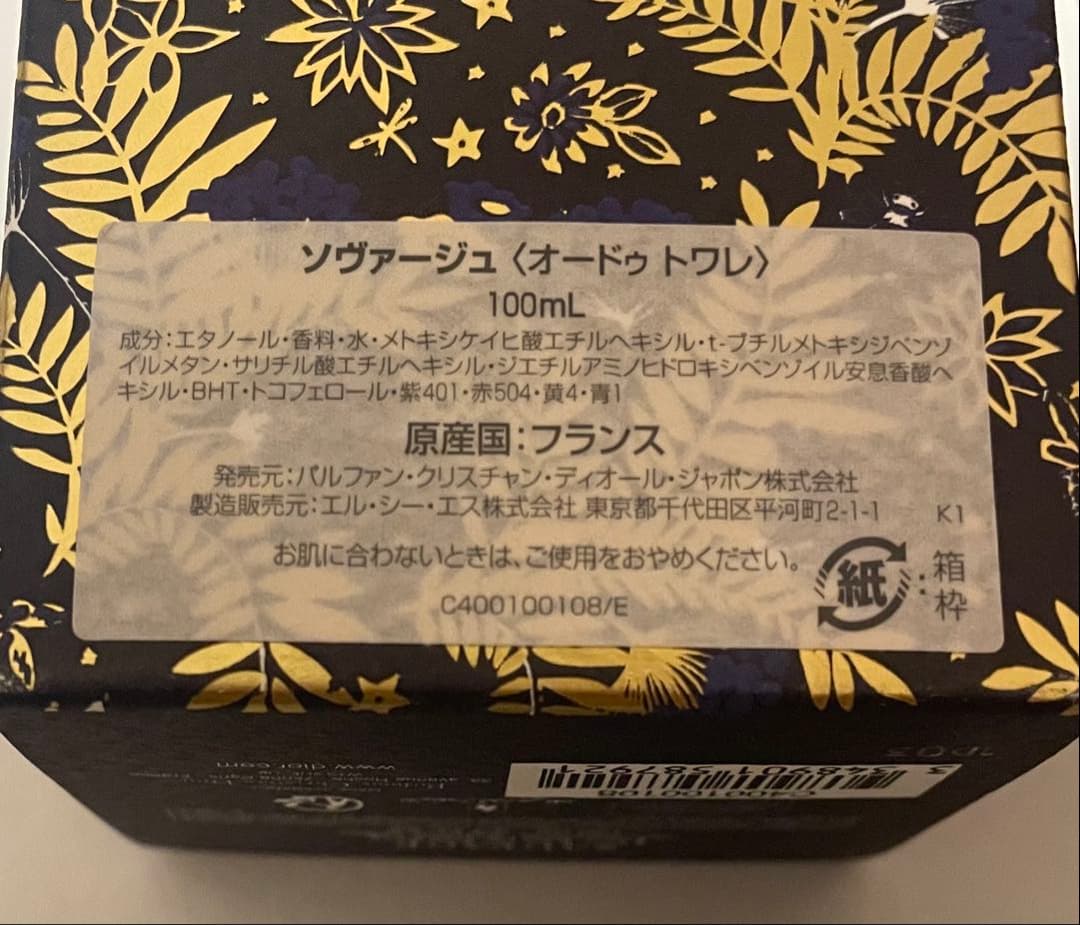 ソヴァージュ〈オードゥ トワレ〉
100mL
成分：エタノール・香料・水・メトキシケイヒ酸エチルヘキシル・t-ブチルメトキシジベンゾ
イルメタン・サリチル酸エチルヘキシル・ジエチルアミノヒドロキシベンゾイル安息香酸ヘ
キシル・BHT・トコフェロール・紫401・赤504・黄4・青1
原産国：フランス
発売元：パルファン・クリスチャン・ディオール・ジャポン株式会社
製造販売元：エル・シー・エス株式会社 東京都千代田区平河町2-1-1 K1
お肌に合わないときは、ご使用をおやめください。
紙：箱
枠
C400100108/E
www.dior.com
3 348901 587921
C400100108